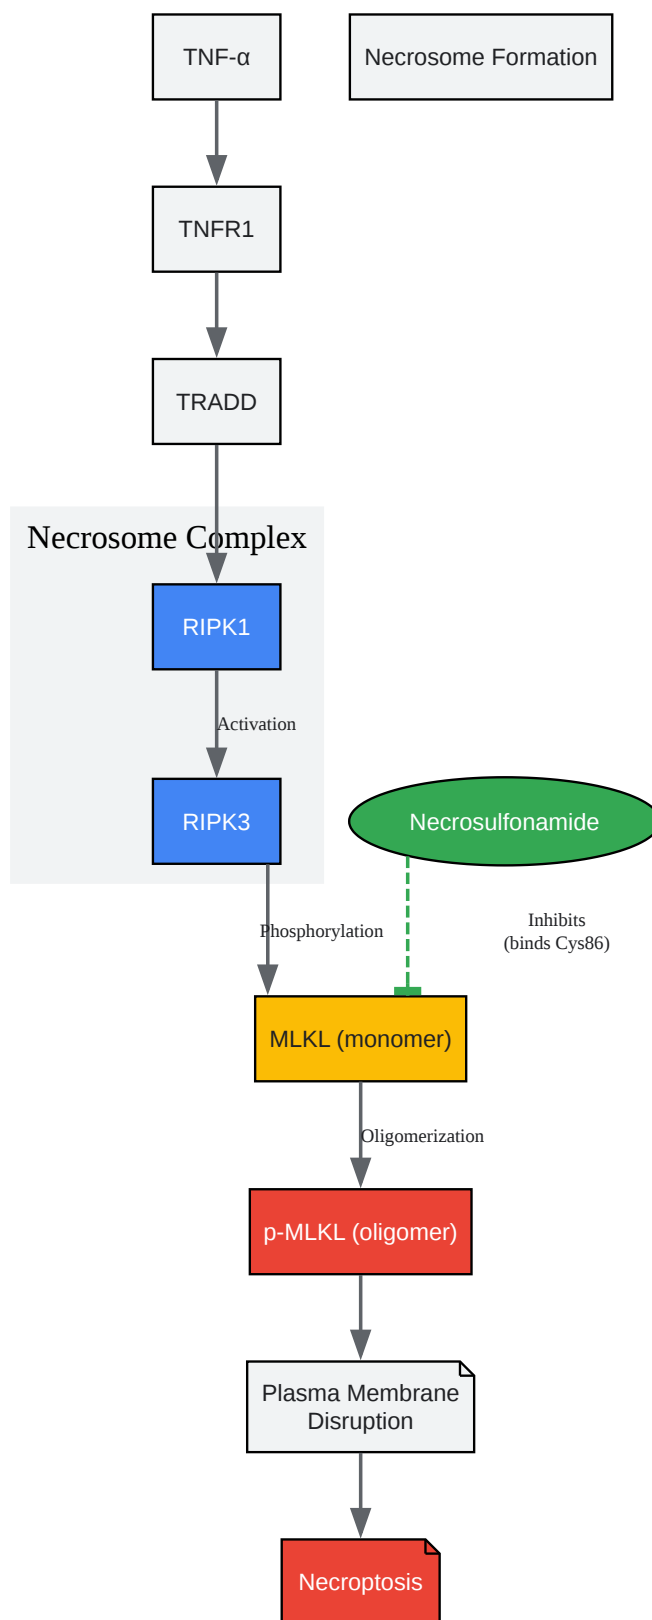 TNF-α
Necrosome Formation
TNFR1
TRADD
Necrosome Complex
RIPK1
Activation
RIPK3
Necrosulfonamide
Phosphorylation
Inhibits
(binds Cys86)
MLKL (monomer)
Oligomerization
p-MLKL (oligomer)
Plasma Membrane
Disruption
Necroptosis